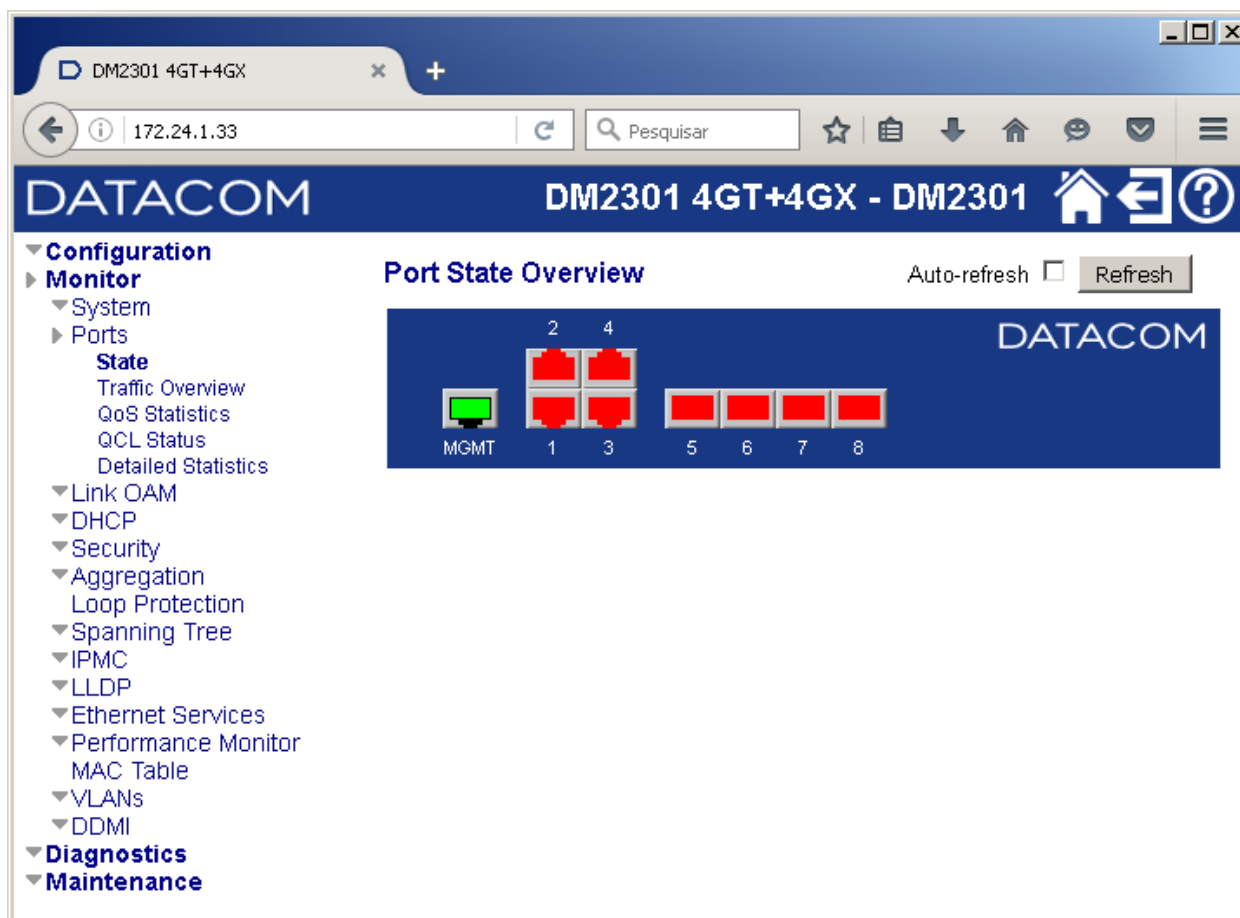 DM2301 4GT+4GX
172.24.1.33
Pesquisar
DATACOM
DM2301 4GT+4GX - DM2301
Configuration
Monitor
System
Ports
State
Traffic Overview
QoS Statistics
QCL Status
Detailed Statistics
Link OAM
DHCP
Security
Aggregation
Loop Protection
Spanning Tree
IPMC
LLDP
Ethernet Services
Performance Monitor
MAC Table
VLANs
DDMI
Diagnostics
Maintenance
Port State Overview
Auto-refresh
Refresh
2 4
DATACOM
MGMT 1 3 5 6 7 8